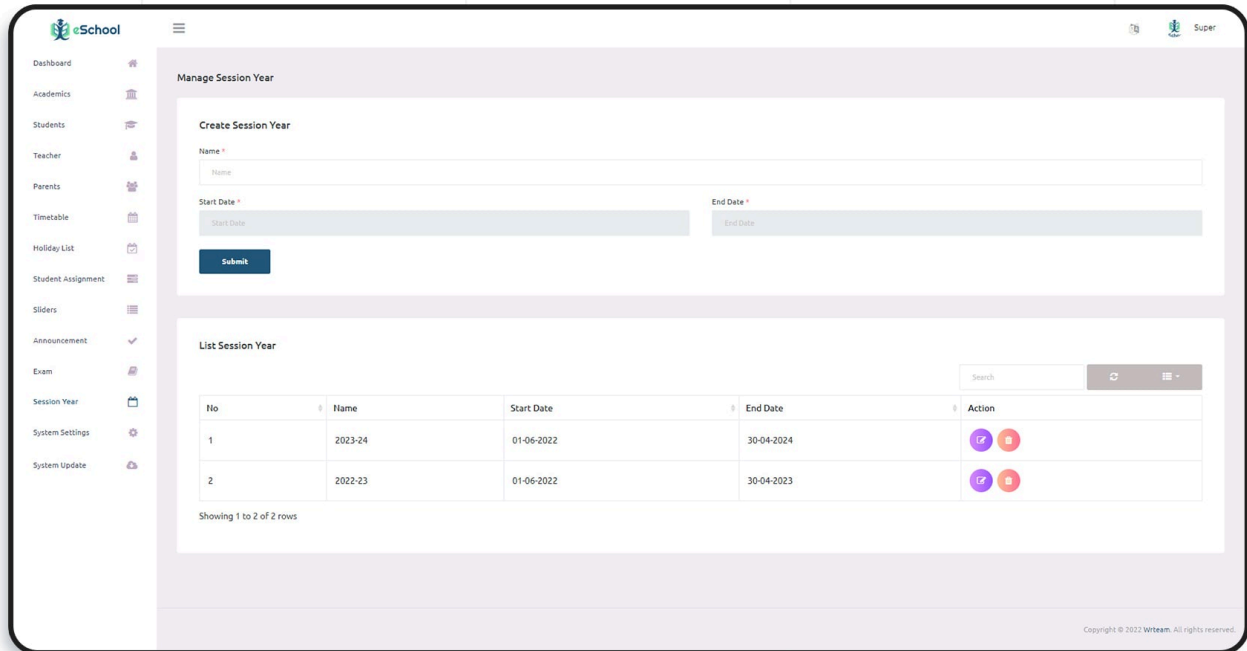 eSchool
Super
Dashboard
Academics
Students
Teacher
Parents
Timetable
Holiday List
Student Assignment
Sliders
Announcement
Exam
Session Year
System Settings
System Update
Manage Session Year
Create Session Year
Name *
Name
Start Date * End Date *
Start Date End Date
Submit
List Session Year
Search
No Name Start Date End Date Action
1 2023-24 01-06-2022 30-04-2024
2 2022-23 01-06-2022 30-04-2023
Showing 1 to 2 of 2 rows
Copyright © 2022 Wrteam. All rights reserved.